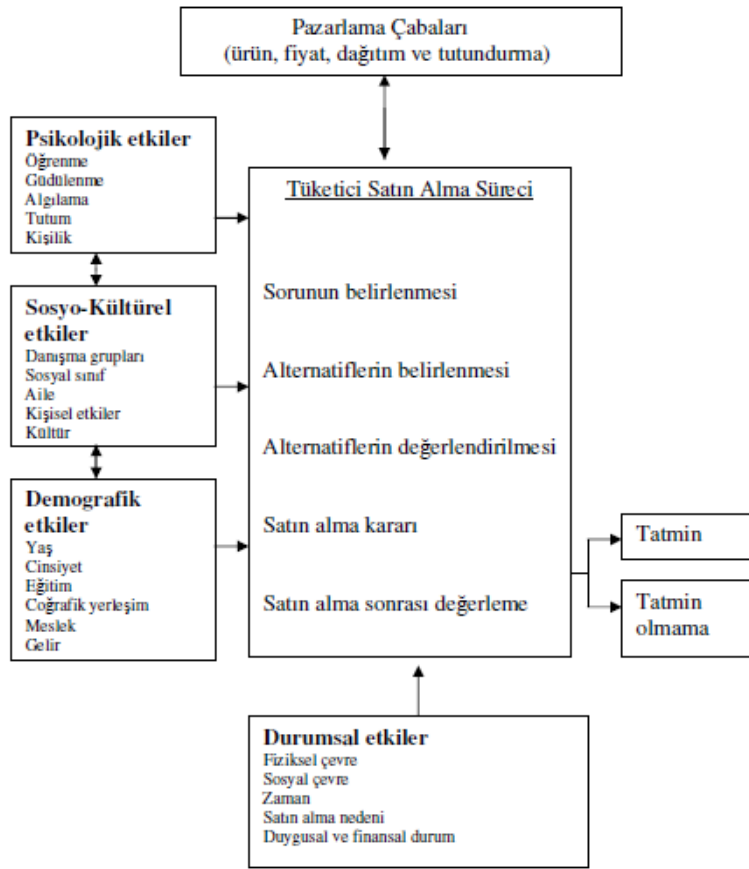 Pazarlama Çabaları
(ürün, fiyat, dağıtım ve tutundurma)
Psikolojik etkiler
Öğrenme
Güdülenme
Algılama
Tutum
Kişilik
Sosyo-Kültürel
etkiler
Danışma grupları
Sosyal sınıf
Aile
Kişisel etkiler
Kültür
Demografik
etkiler
Yaş
Cinsiyet
Eğitim
Coğrafik yerleşim
Meslek
Gelir
Tüketici Satın Alma Süreci
Sorunun belirlenmesi
Alternatiflerin belirlenmesi
Alternatiflerin değerlendirilmesi
Satın alma kararı
Satın alma sonrası değerleme
Tatmin
Tatmin
olmama
Durumsal etkiler
Fiziksel çevre
Sosyal çevre
Zaman
Satın alma nedeni
Duygusal ve finansal durum